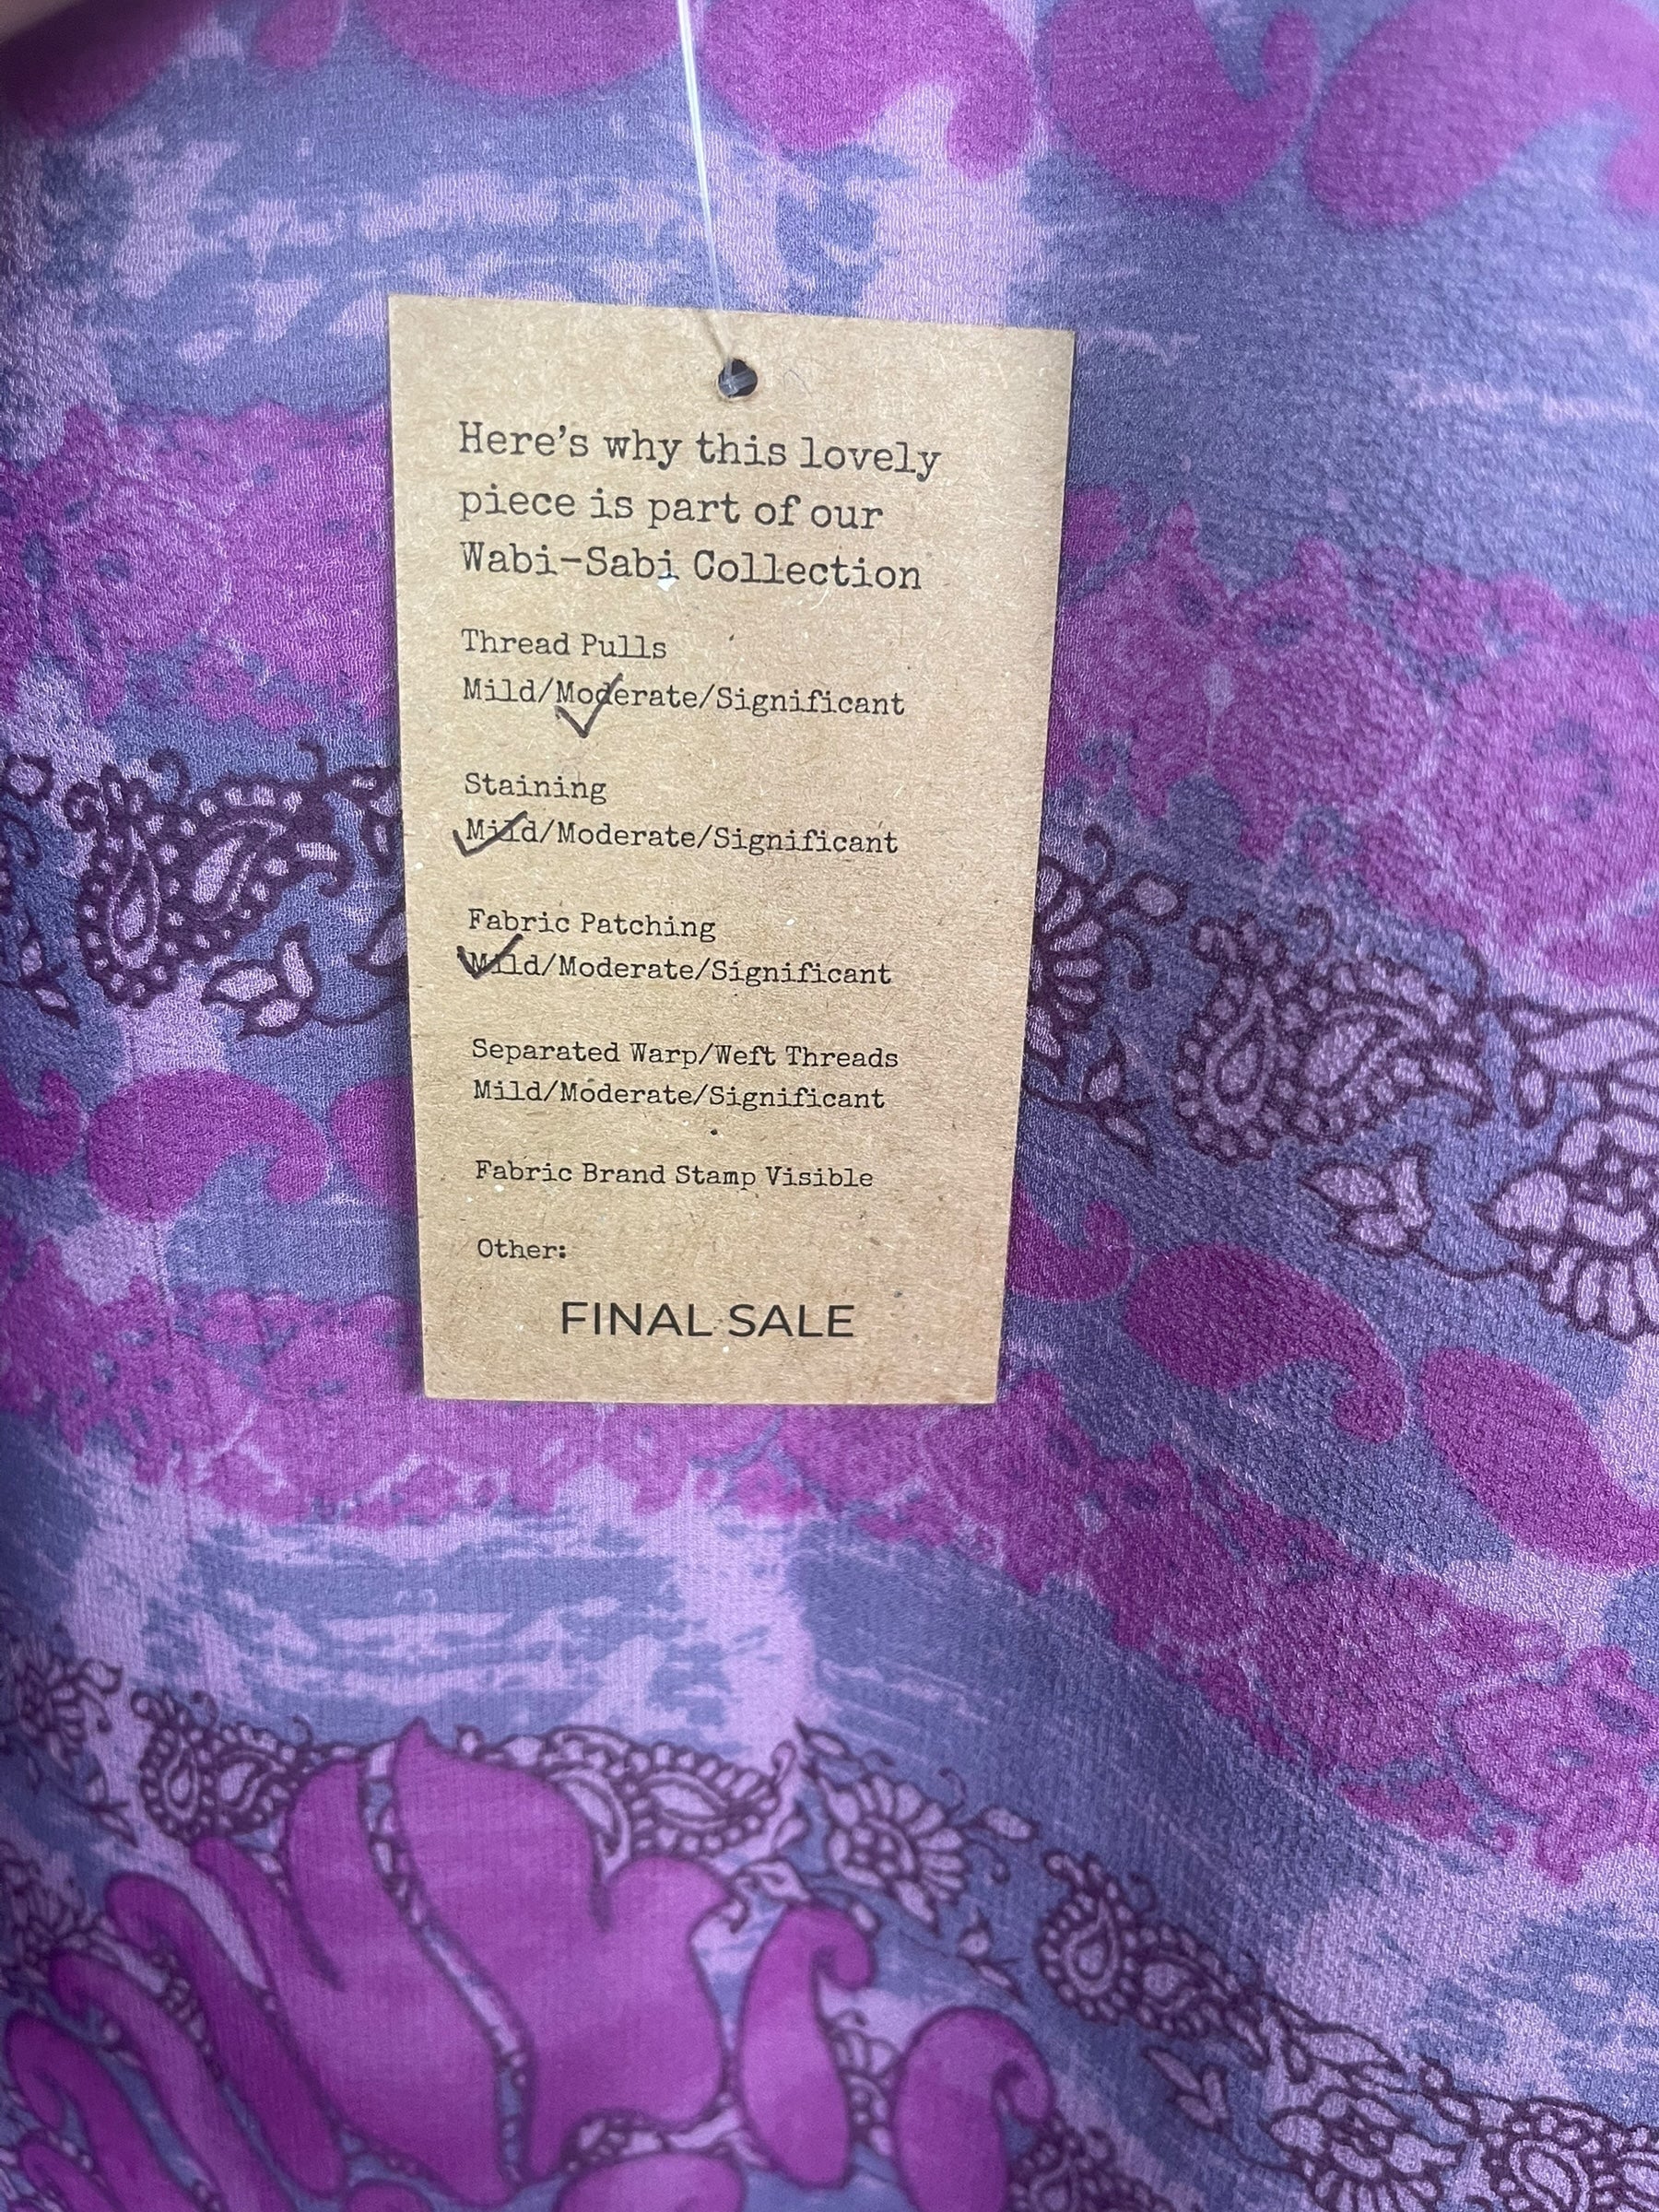 Here's why this lovely
piece is part of our
Wabi-Sabi Collection
Thread Pulls
Mild/Moderate/Significant
Staining
Mild/Moderate/Significant
Fabric Patching
Mild/Moderate/Significant
Separated Warp/Weft Threads
Mild/Moderate/Significant
Fabric Brand Stamp Visible
Other:
FINAL SALE